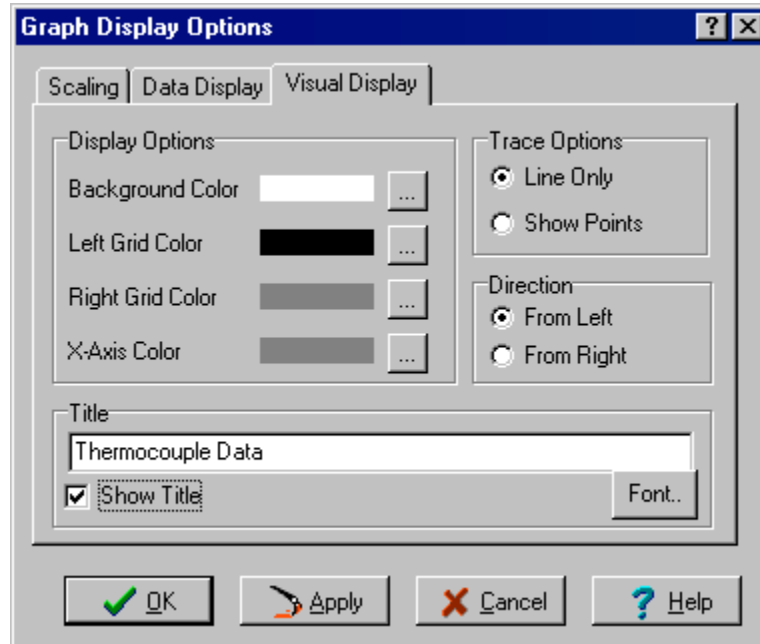 Graph Display Options
Scaling Data Display Visual Display
Display Options
Background Color ...
Left Grid Color ...
Right Grid Color ...
X-Axis Color ...
Trace Options
Line Only
Show Points
Direction
From Left
From Right
Title
Thermocouple Data
Show Title
Font..
OK Apply Cancel Help